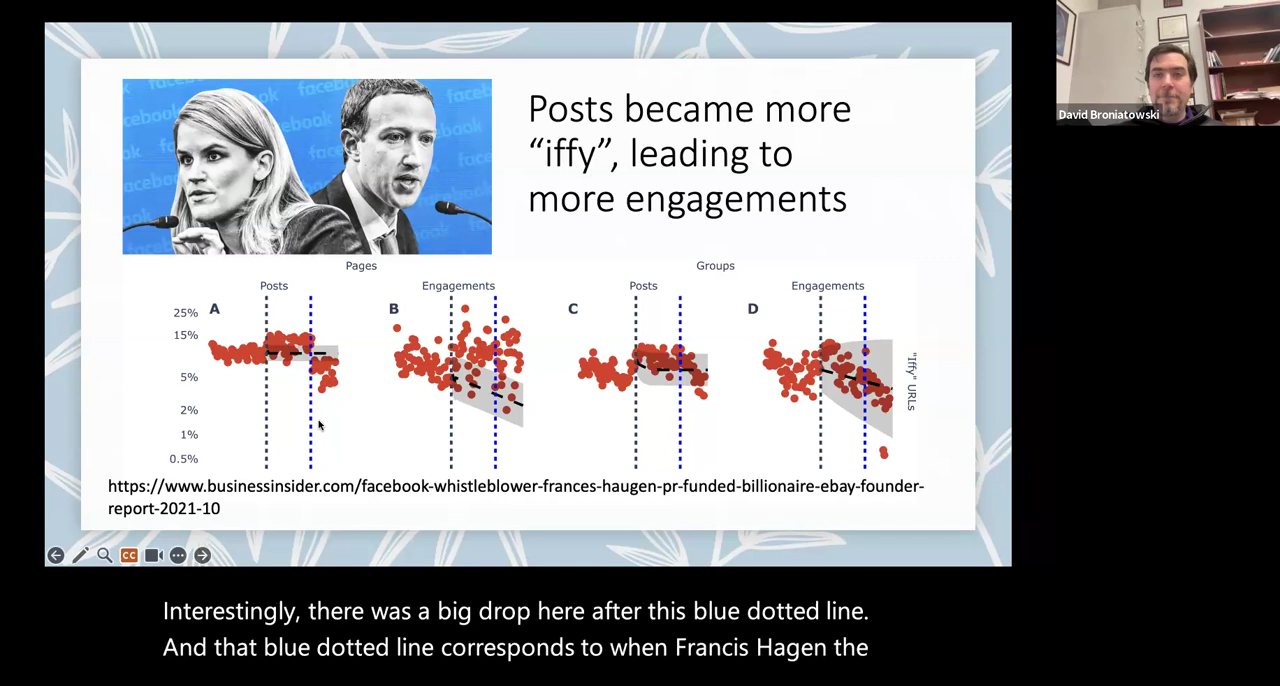 facebook
facebook
Posts became more
“iffy”, leading to
more engagements
David Broniatowski
Pages
Groups
Posts
Engagements
Posts
Engagements
A
B
C
D
25%
15%
5%
2%
1%
0.5%
"Iffy" URLs
https://www.businessinsider.com/facebook-whistleblower-frances-haugen-pr-funded-billionaire-ebay-founder-
report-2021-10
CC
Interestingly, there was a big drop here after this blue dotted line.
And that blue dotted line corresponds to when Francis Hagen the